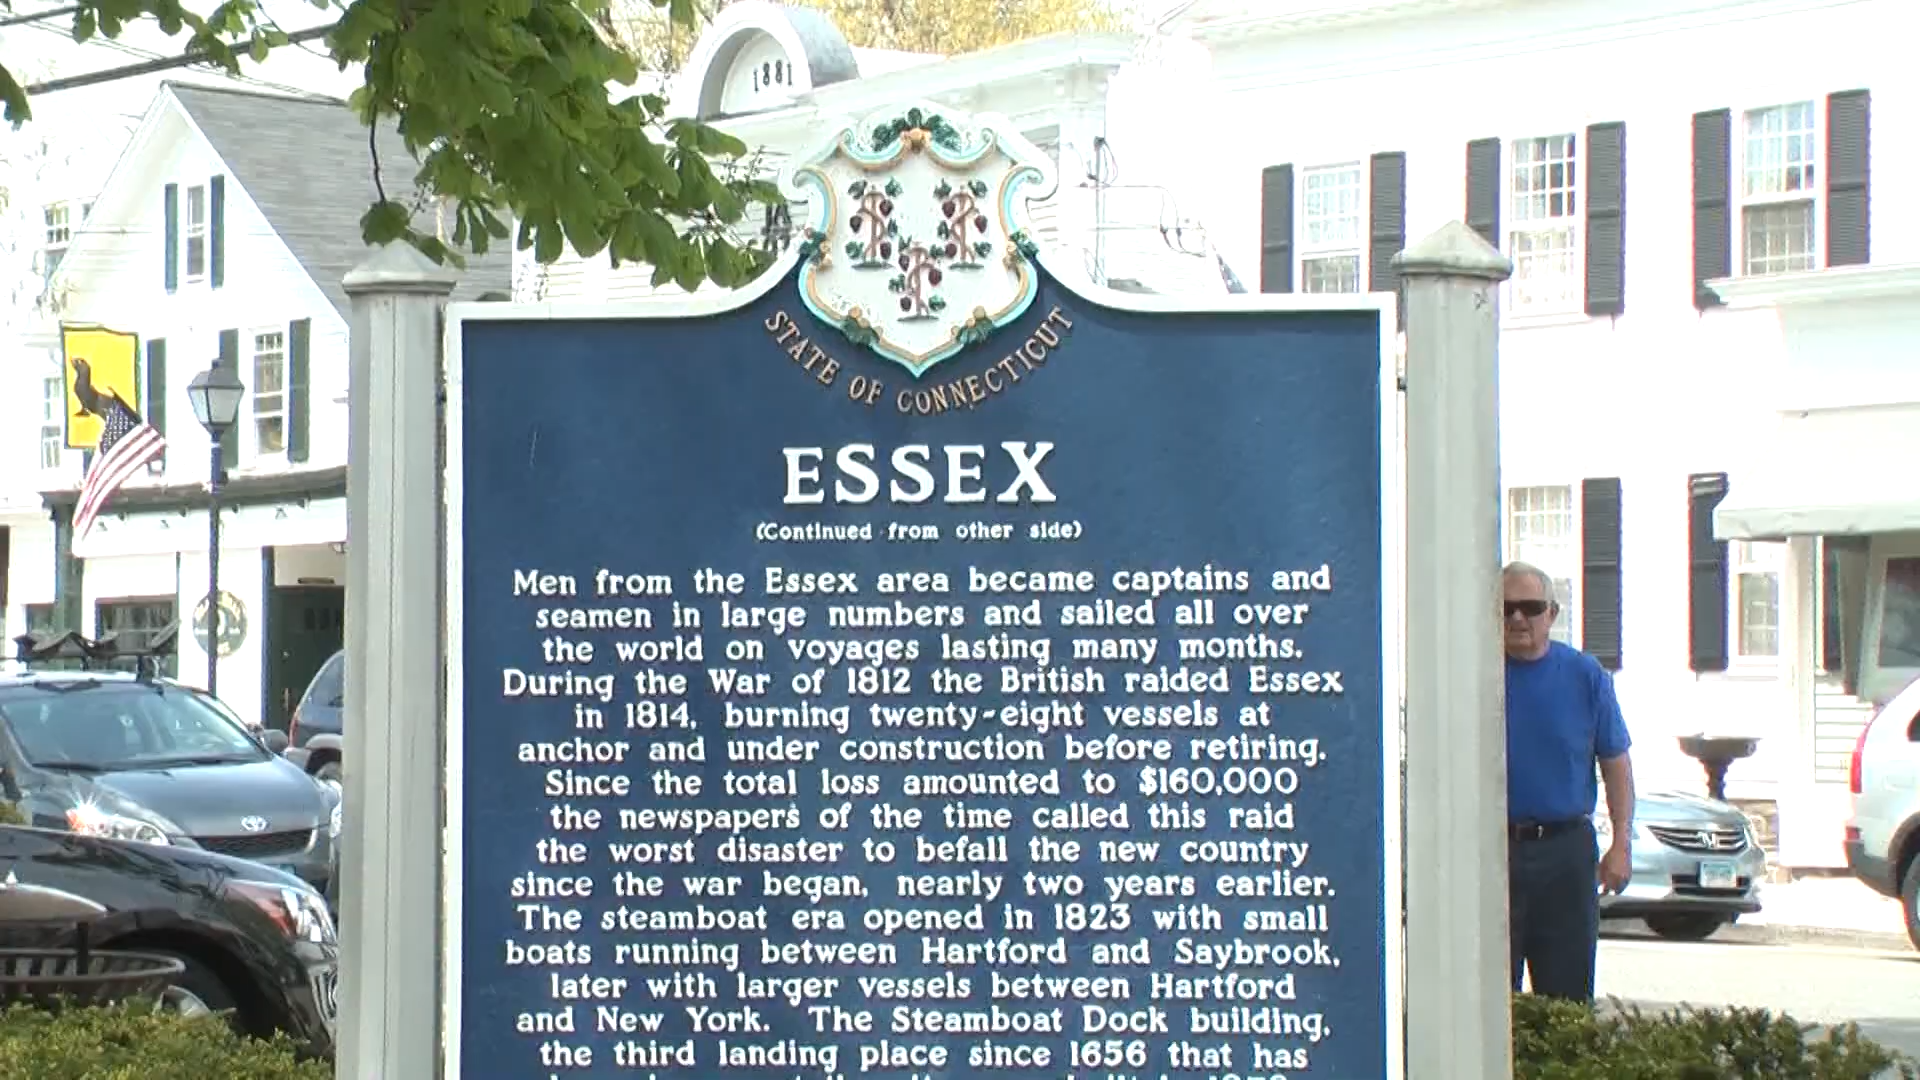 1881
STATE OF CONNECTICUT
ESSEX
(Continued from other side)
Men from the Essex area became captains and
seamen in large numbers and sailed all over
the world on voyages lasting many months.
During the War of 1812 the British raided Essex
in 1814, burning twenty-eight vessels at
anchor and under construction before retiring.
Since the total loss amounted to $160,000
the newspapers of the time called this raid
the worst disaster to befall the new country
since the war began, nearly two years earlier.
The steamboat era opened in 1823 with small
boats running between Hartford and Saybrook,
later with larger vessels between Hartford
and New York. The Steamboat Dock building,
the third landing place since 1656 that has